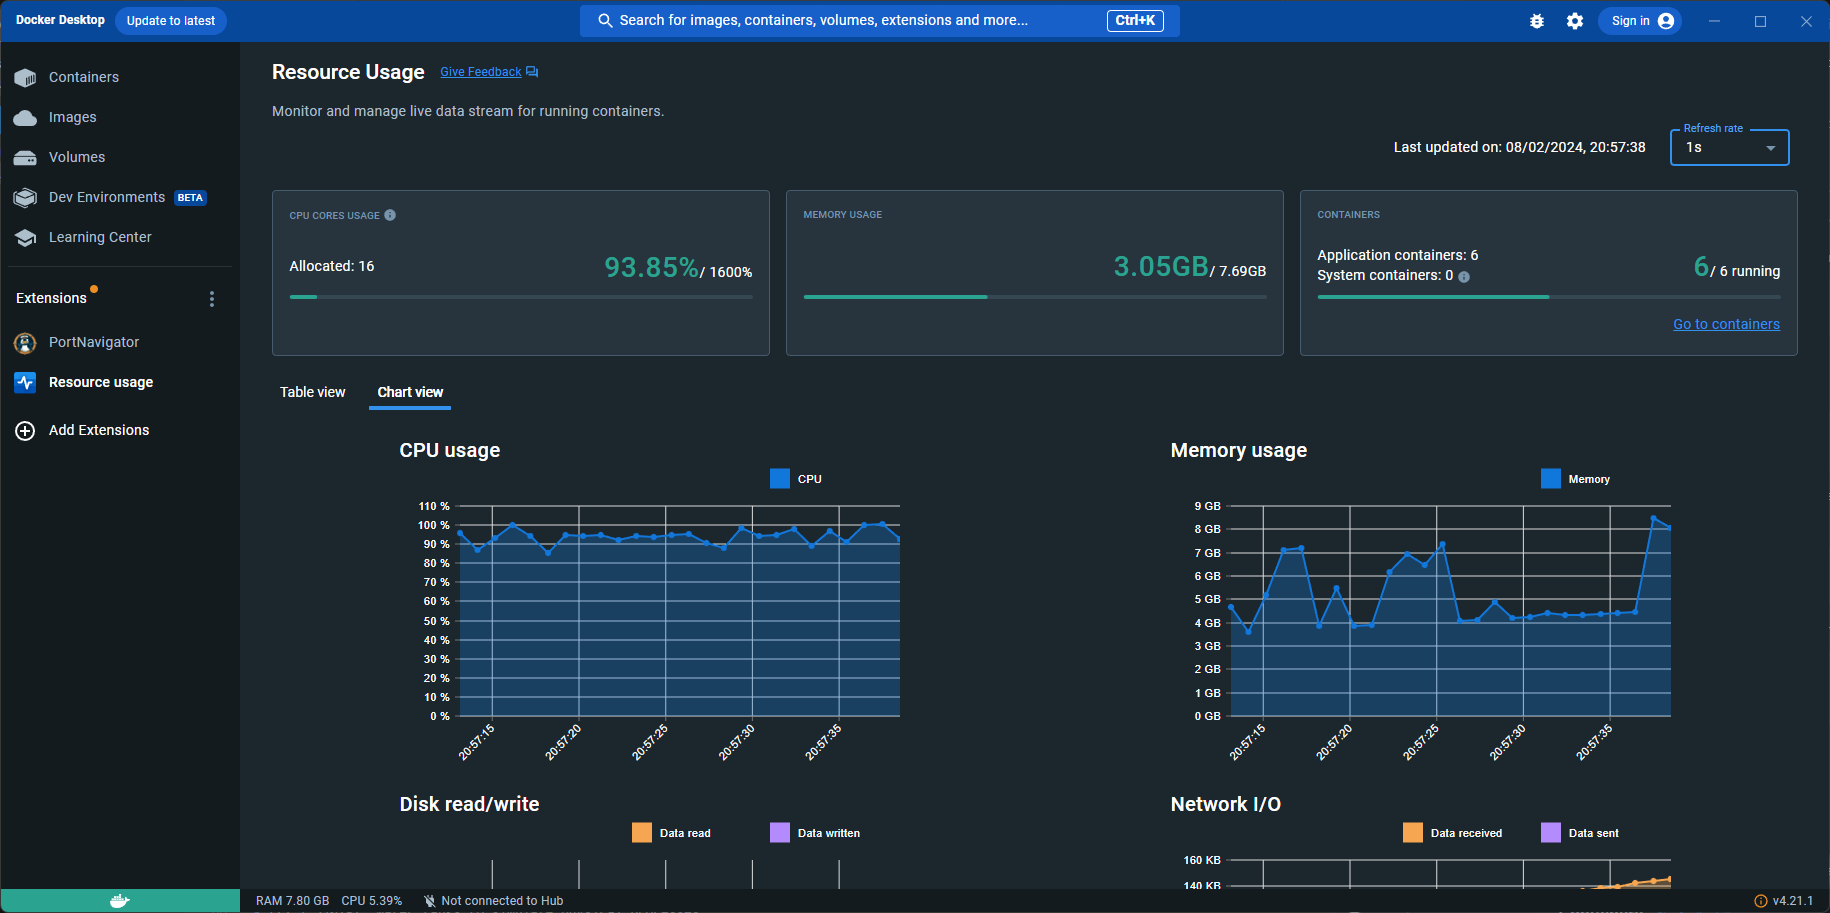 Docker Desktop
Update to latest
Search for images, containers, volumes, extensions and more...
Ctrl+K
Sign in
Containers
Images
Volumes
Dev Environments BETA
Learning Center
Extensions
PortNavigator
Resource usage
Add Extensions
Resource Usage
Give Feedback
Monitor and manage live data stream for running containers.
Last updated on: 08/02/2024, 20:57:38
Refresh rate
1s
CPU CORES USAGE
Allocated: 16
93.85% / 1600%
MEMORY USAGE
3.05GB / 7.69GB
CONTAINERS
Application containers: 6
System containers: 0
6 / 6 running
Go to containers
Table view
Chart view
CPU usage
CPU
110 %
100 %
90 %
80 %
70 %
60 %
50 %
40 %
30 %
20 %
10 %
0 %
20:57:15
20:57:20
20:57:25
20:57:30
20:57:35
Memory usage
Memory
9 GB
8 GB
7 GB
6 GB
5 GB
4 GB
3 GB
2 GB
1 GB
0 GB
20:57:15
20:57:20
20:57:25
20:57:30
20:57:35
Disk read/write
Data read
Data written
Network I/O
Data received
Data sent
160 KB
140 KB
RAM 7.80 GB
CPU 5.39%
Not connected to Hub
v4.21.1